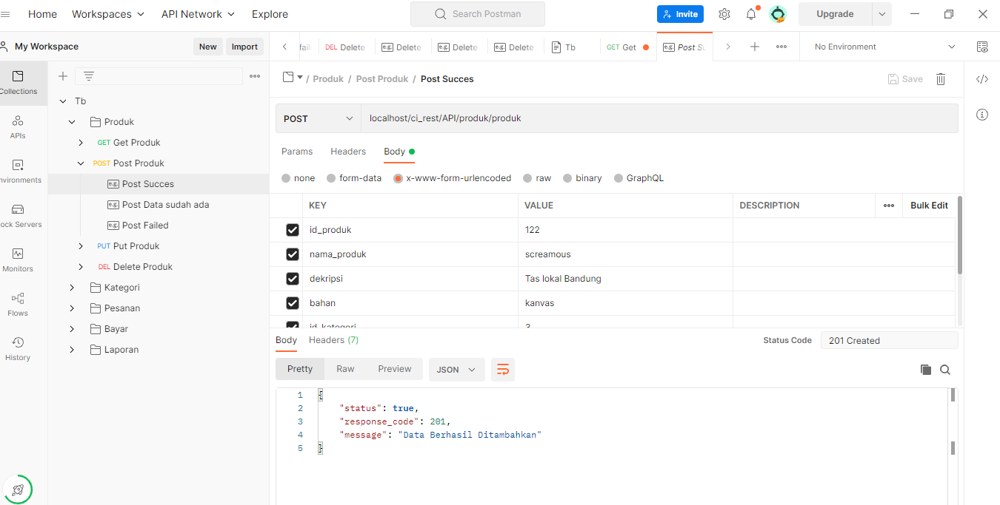 Home Workspaces API Network Explore Search Postman Invite Upgrade
My Workspace New Import
DEL Delete e.g. Delete e.g. Delete e.g. Delete Tb GET Get e.g. Post No Environment
Collections
APIs
Mock Servers
Monitors
Flows
History
Tb
Produk
GET Get Produk
POST Post Produk
e.g. Post Succes
e.g. Post Data sudah ada
e.g. Post Failed
PUT Put Produk
DEL Delete Produk
Kategori
Pesanan
Bayar
Laporan
/ Produk / Post Produk / Post Succes Save
POST localhost/ci_rest/API/produk/produk
Params Headers Body
none form-data x-www-form-urlencoded raw binary GraphQL
KEY VALUE DESCRIPTION Bulk Edit
id_produk 122
nama_produk screamous
dekripsi Tas lokal Bandung
bahan kanvas
id_kategori 3
Body Headers (7) Status Code 201 Created
Pretty Raw Preview JSON
1 {
2 "status": true,
3 "response_code": 201,
4 "message": "Data Berhasil Ditambahkan"
5 }